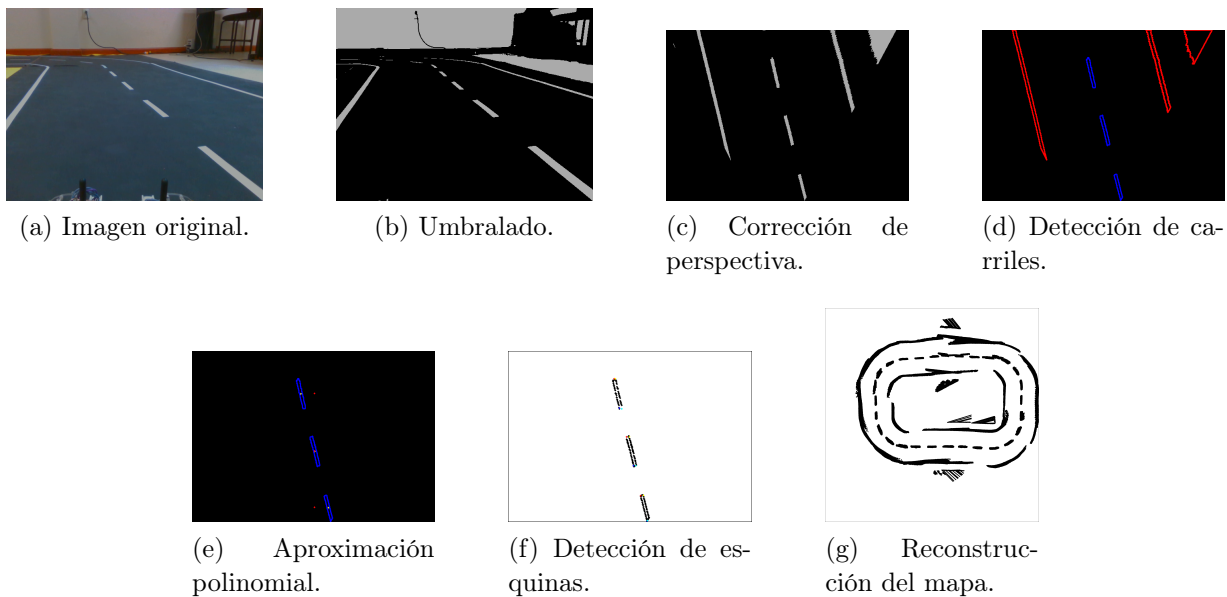 (a) Imagen original.
(b) Umbralado.
(c) Corrección de
perspectiva.
(d) Detección de ca-
rriles.
(e) Aproximación
polinomial.
(f) Detección de es-
quinas.
(g) Reconstruc-
ción del mapa.